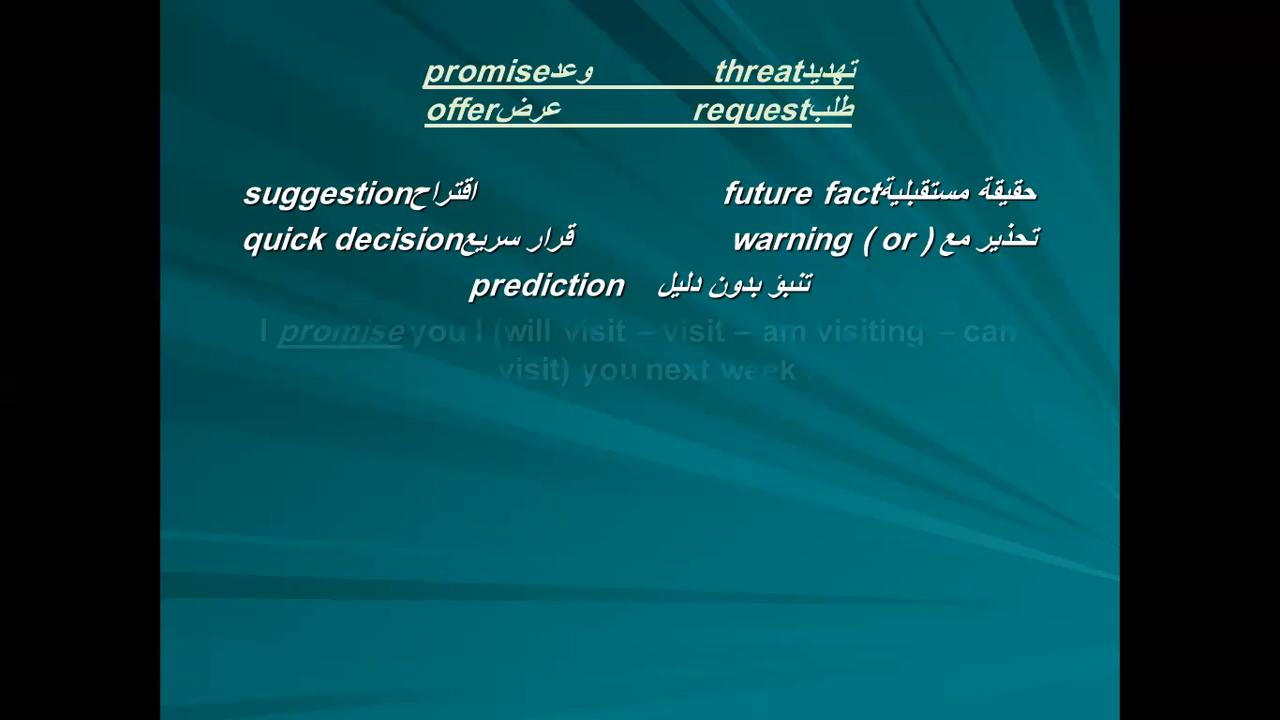 promiseوعد threatتهديد
offerعرض requestطلب
suggestionاقتراح future factحقيقة مستقبلية
quick decisionقرار سريع warning ( or ) تحذير مع
prediction تنبؤ بدون دليل
I promise you I (will visit – visit – am visiting – can
visit) you next week